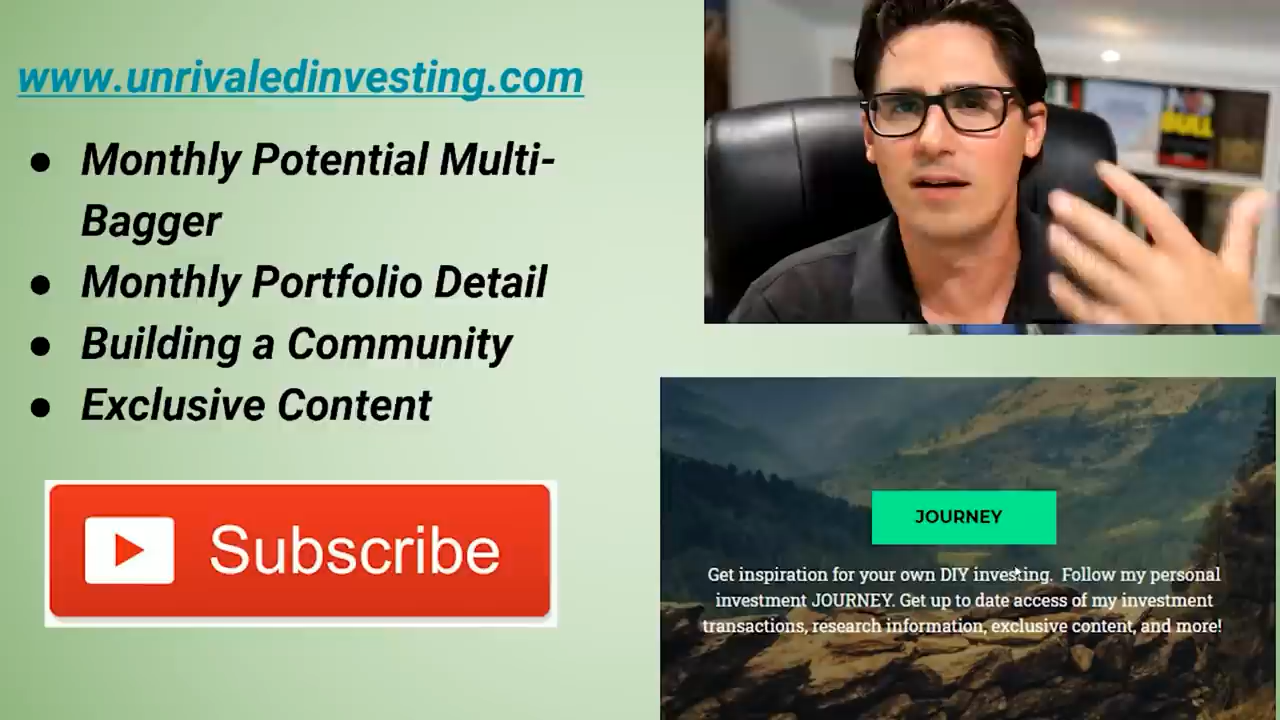 www.unrivaledinvesting.com
● Monthly Potential Multi-
Bagger
● Monthly Portfolio Detail
● Building a Community
● Exclusive Content
Subscribe
BULL
JOURNEY
Get inspiration for your own DIY investing. Follow my personal
investment JOURNEY. Get up to date access of my investment
transactions, research information, exclusive content, and more!